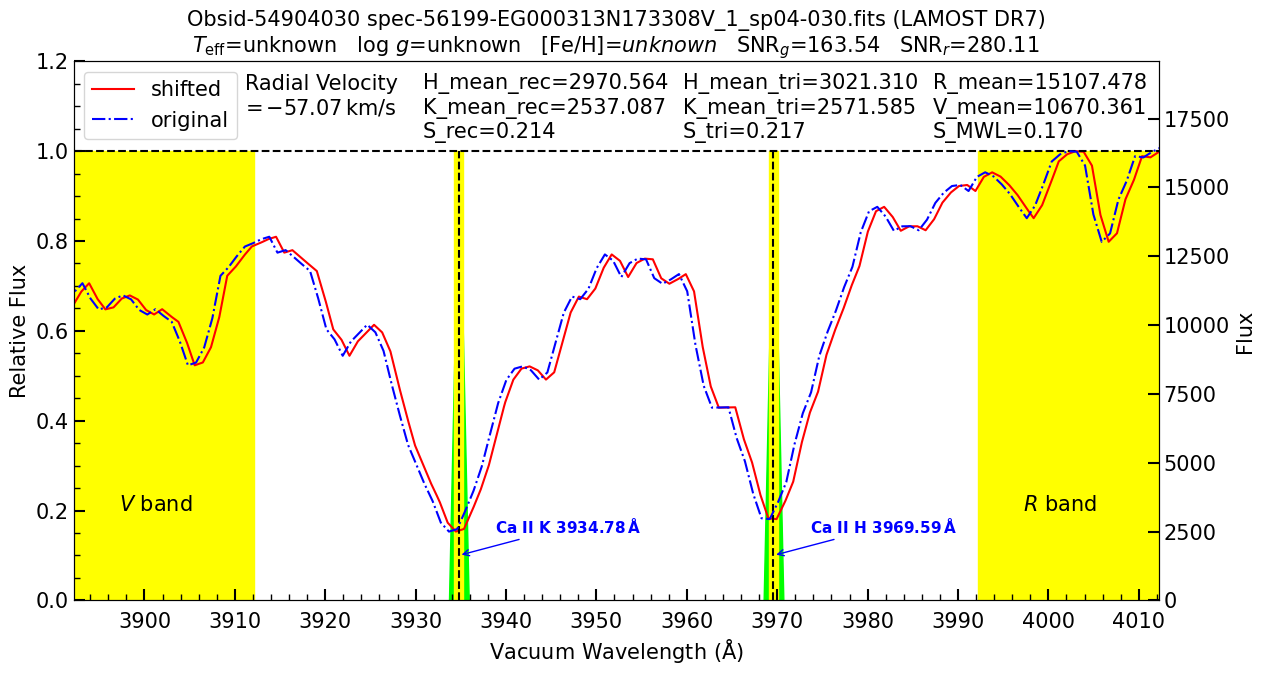 Obsid-54904030 spec-56199-EG000313N173308V_1_sp04-030.fits (LAMOST DR7)
Teff=unknown log g=unknown [Fe/H]=unknown SNRg=163.54 SNRr=280.11
shifted
original
Radial Velocity
=−57.07 km/s
H_mean_rec=2970.564 H_mean_tri=3021.310 R_mean=15107.478
K_mean_rec=2537.087 K_mean_tri=2571.585 V_mean=10670.361
S_rec=0.214 S_tri=0.217 S_MWL=0.170
1.2
1.0
0.8
0.6
0.4
0.2
0.0
Relative Flux
17500
15000
12500
10000
7500
5000
2500
0
Flux
V band
R band
Ca II K 3934.78 Å
Ca II H 3969.59 Å
3900 3910 3920 3930 3940 3950 3960 3970 3980 3990 4000 4010
Vacuum Wavelength (Å)